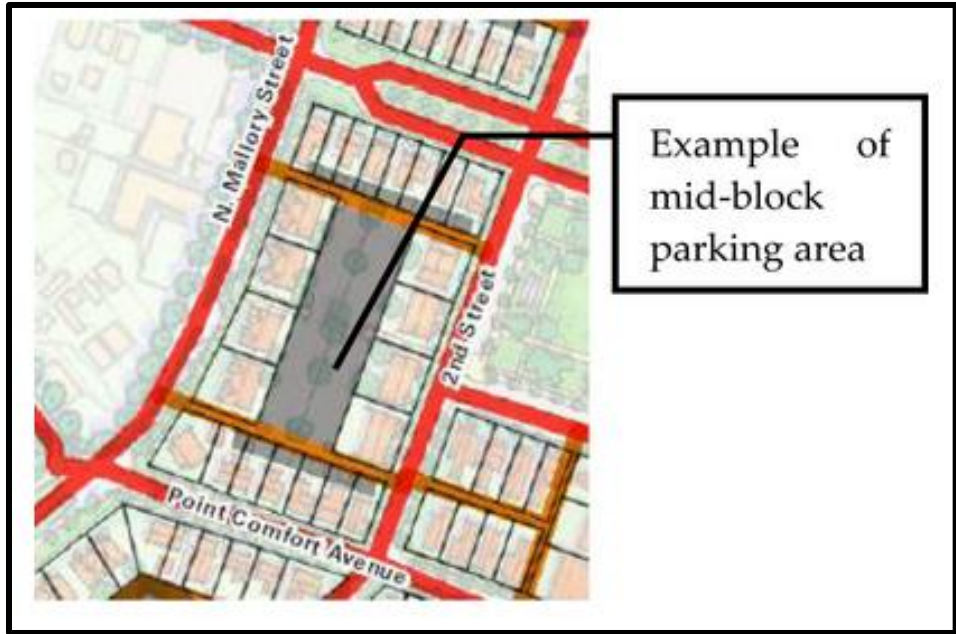 N. Mallory Street
Example of
mid-block
parking area
2nd Street
Point Comfort Avenue